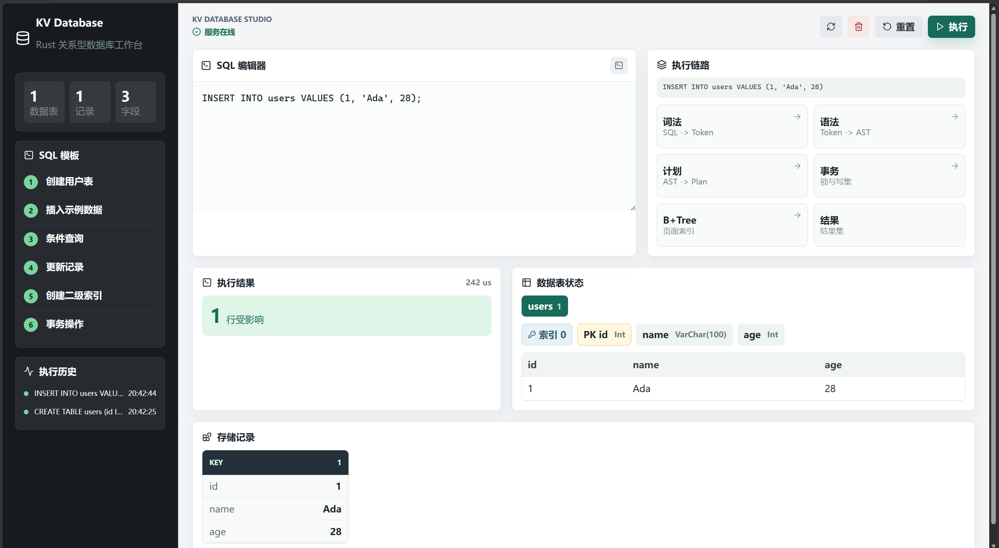 KV Database
Rust 关系型数据库工作台
1
数据表
1
记录
3
字段
SQL 模板
1 创建用户表
2 插入示例数据
3 条件查询
4 更新记录
5 创建二级索引
6 事务操作
执行历史
INSERT INTO users VALU... 20:42:44
CREATE TABLE users (id I... 20:42:25
KV DATABASE STUDIO
服务在线
重置
执行
SQL 编辑器
INSERT INTO users VALUES (1, 'Ada', 28);
执行链路
INSERT INTO users VALUES (1, 'Ada', 28)
词法
SQL -> Token
语法
Token -> AST
计划
AST -> Plan
事务
锁与写集
B+Tree
页面索引
结果
结果集
执行结果 242 us
1 行受影响
数据表状态
users 1
索引 0 PK id Int name VarChar(100) age Int
id name age
1 Ada 28
存储记录
KEY 1
id 1
name Ada
age 28